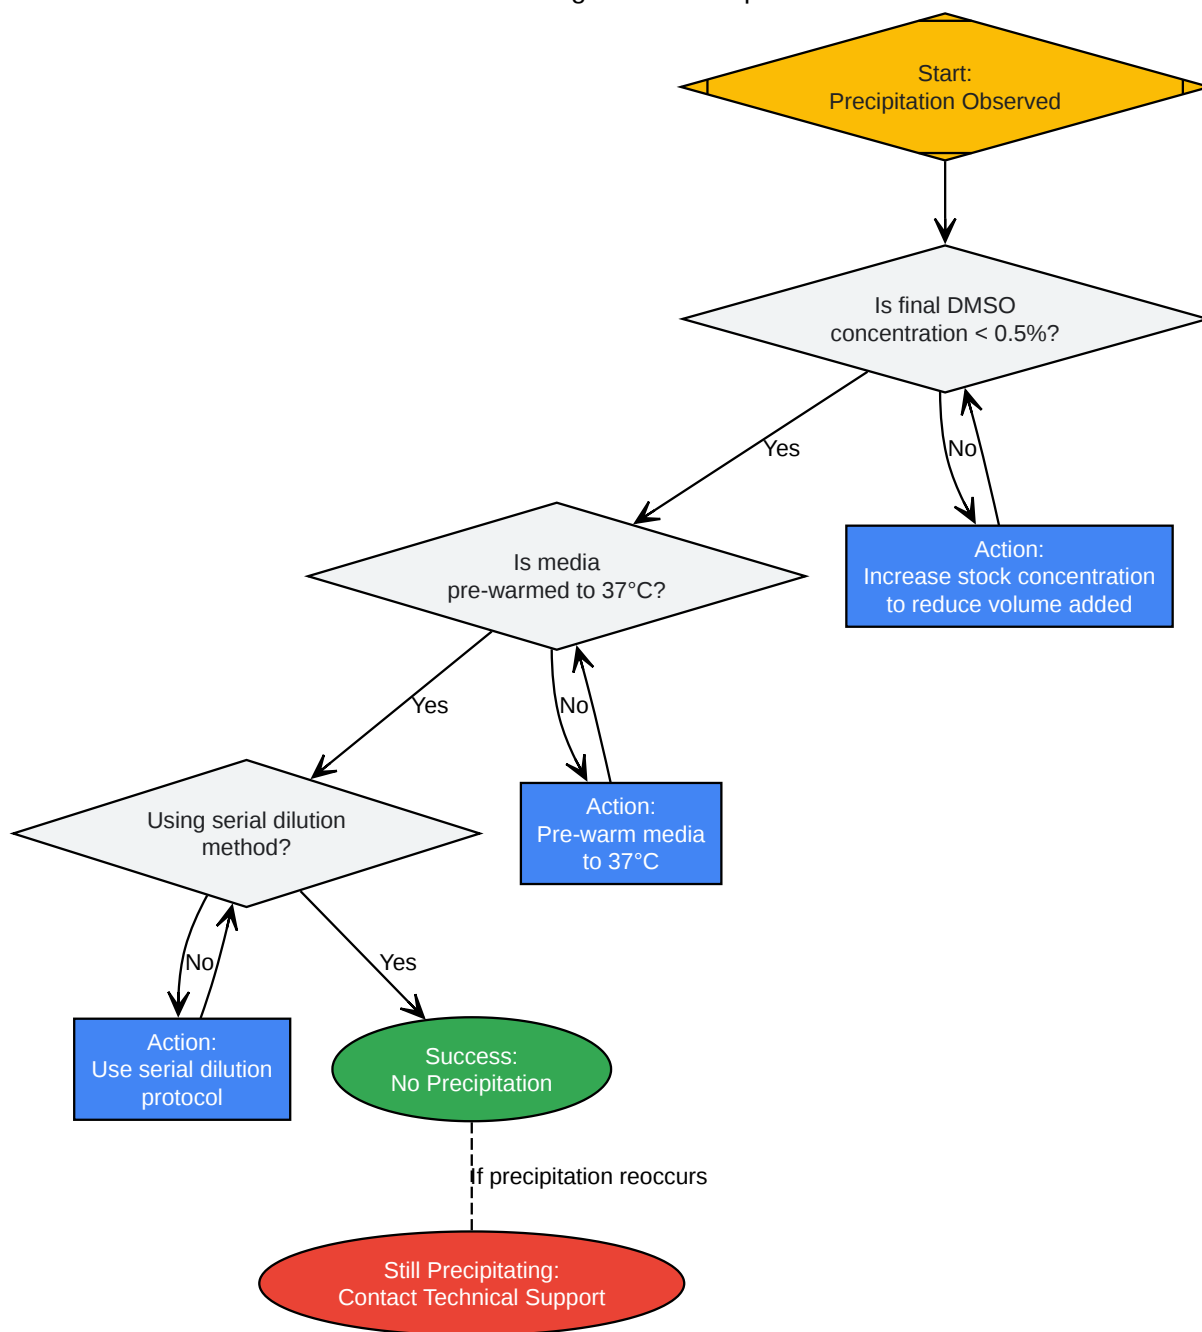 Start:
Precipitation Observed
Is final DMSO
concentration < 0.5%?
Yes
No
Is media
pre-warmed to 37°C?
Action:
Increase stock concentration
to reduce volume added
Yes
No
Using serial dilution
method?
Action:
Pre-warm media
to 37°C
No
Yes
Action:
Use serial dilution
protocol
Success:
No Precipitation
If precipitation reoccurs
Still Precipitating:
Contact Technical Support